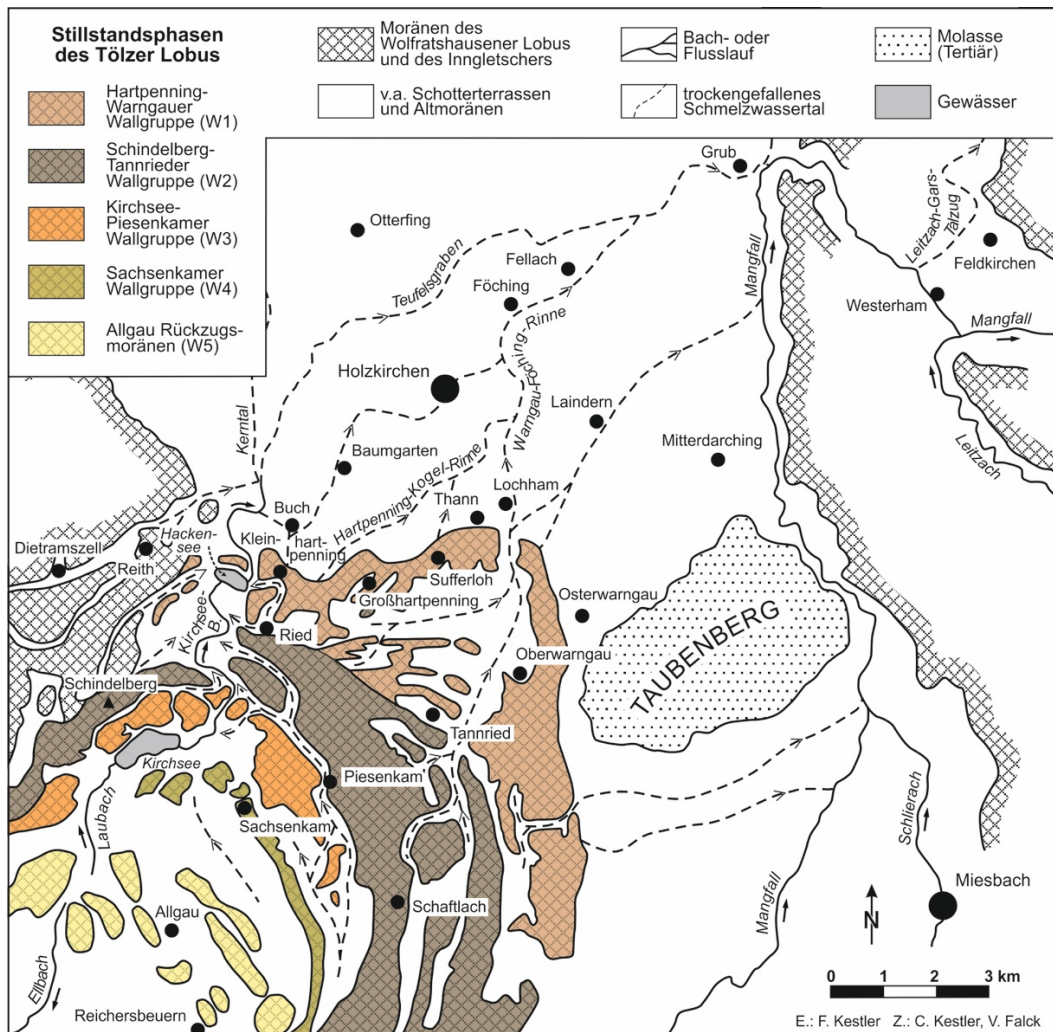 Stillstandsphasen
des Tölzer Lobus
Hartpenning-
Warngauer
Wallgruppe (W1)
Schindelberg-
Tannrieder
Wallgruppe (W2)
Kirchsee-
Piesenkamer
Wallgruppe (W3)
Sachsenkamer
Wallgruppe (W4)
Allgau Rückzugs-
moränen (W5)
Moränen des
Wolfratshausener Lobus
und des Inngletschers
v.a. Schotterterrassen
und Altmoränen
Bach- oder
Flusslauf
trockengefallenes
Schmelzwassertal
Molasse
(Tertiär)
Gewässer
Grub
Otterfing
Teufelsgraben
Fellach
Föching
Mangfall
Leitzach-Gars-
Talzug
Feldkirchen
Westerham
Mangfall
Leitzach
Holzkirchen
Warngau-Föching-Rinne
Kerntal
Laindern
Baumgarten
Mitterdarching
Hartpenning-Kogel-Rinne
Lochham
Thann
Buch
Klein-
hart-
penning
Hacken-
see
Dietramszell
Reith
Sufferloh
Großhartpenning
Osterwarngau
Kirchsee-
B.
Ried
Oberwarngau
TAUBENBERG
Schindelberg
Tannried
Kirchsee
Piesenkam
Laubach
Sachsenkam
Schlierach
Miesbach
Allgau
Schaftlach
Mangfall
N
Ellbach
Reichersbeuern
0 1 2 3 km
E.: F. Kestler Z.: C. Kestler, V. Falck